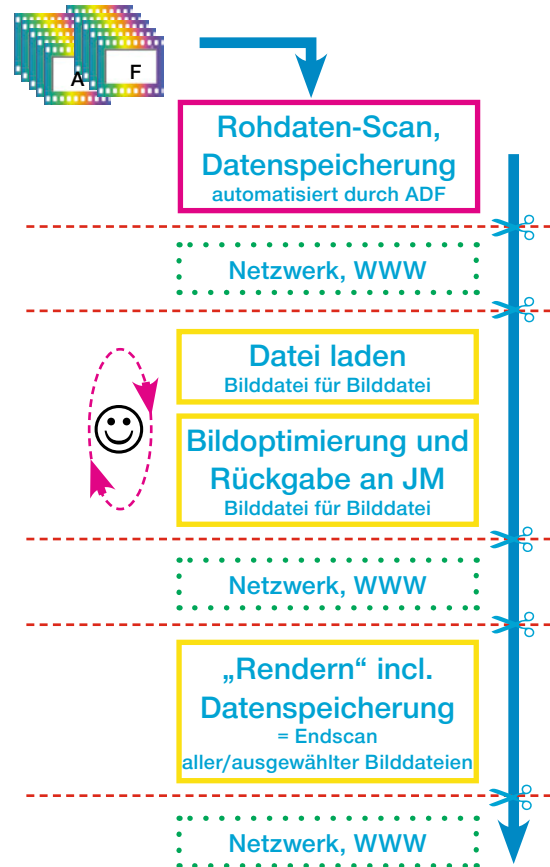 A
F
Rohdaten-Scan,
Datenspeicherung
automatisiert durch ADF
Netzwerk, WWW
Datei laden
Bilddatei für Bilddatei
Bildoptimierung und
Rückgabe an JM
Bilddatei für Bilddatei
Netzwerk, WWW
„Rendern“ incl.
Datenspeicherung
= Endscan
aller/ausgewählter Bilddateien
Netzwerk, WWW